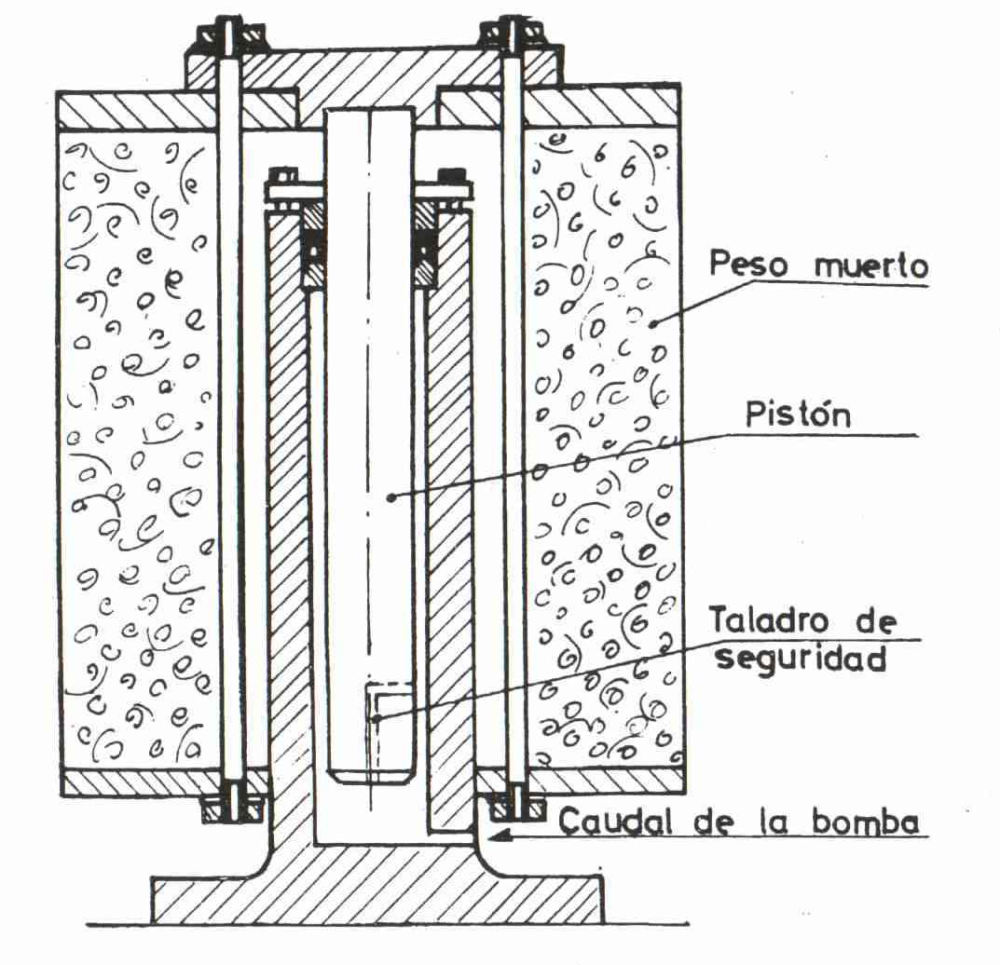 Peso muerto
Pistón
Taladro de
seguridad
Caudal de la bomba